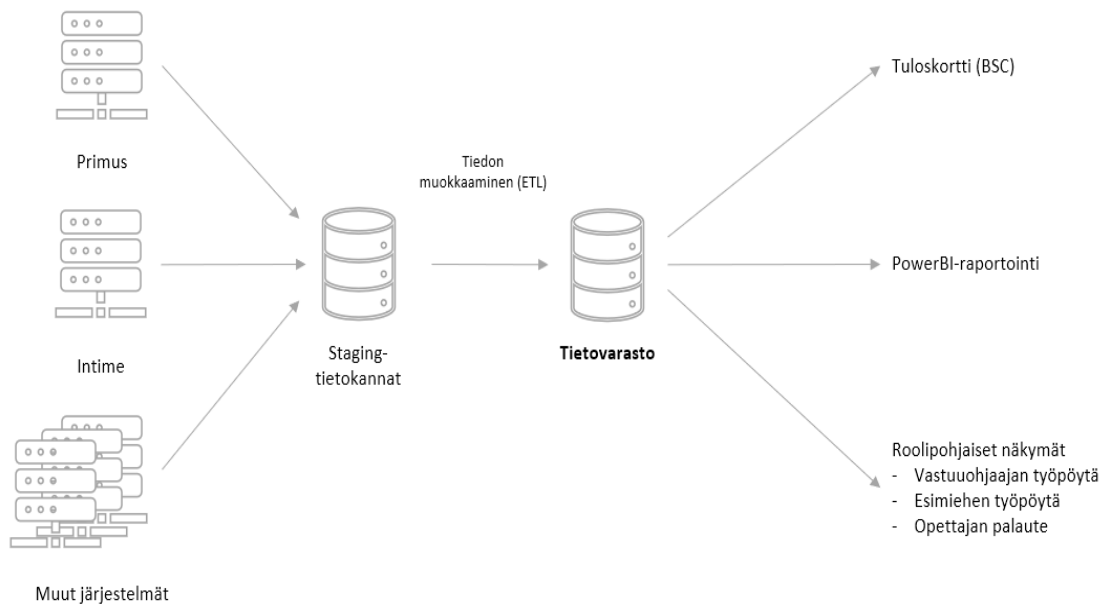 Primus
Intime
Muut järjestelmät
Staging-
tietokannat
Tiedon
muokkaaminen (ETL)
Tietovarasto
Tuloskortti (BSC)
PowerBI-raportointi
Roolipohjaiset näkymät
- Vastuuohjaajan työpöytä
- Esimiehen työpöytä
- Opettajan palaute